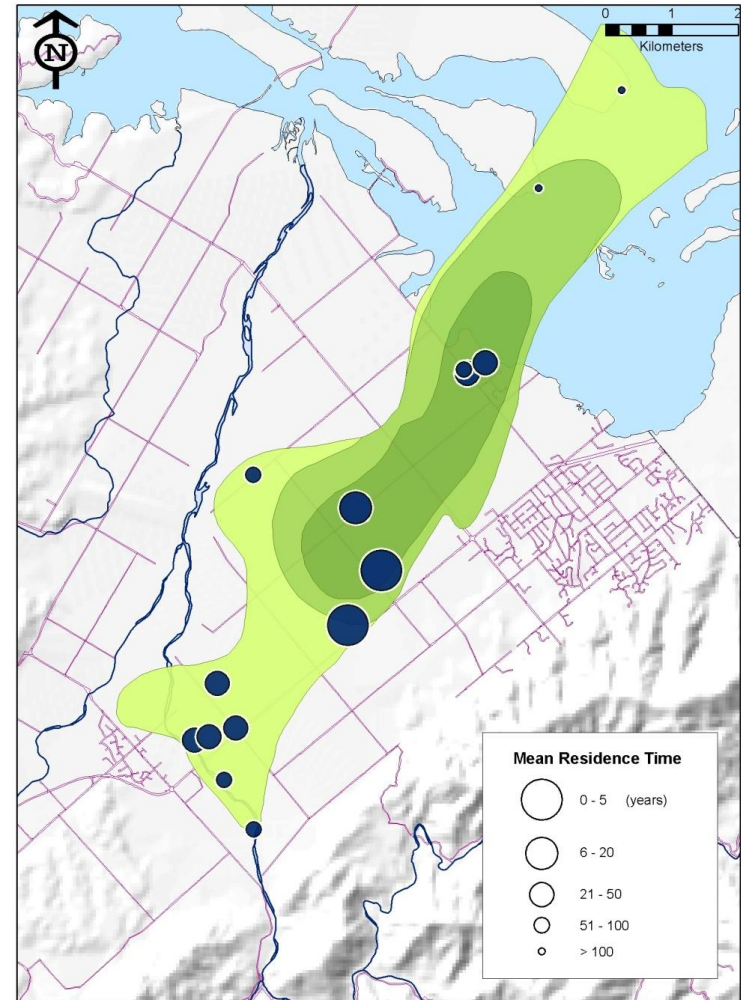 N
0 1 2
Kilometers
Mean Residence Time
0 - 5 (years)
6 - 20
21 - 50
51 - 100
> 100